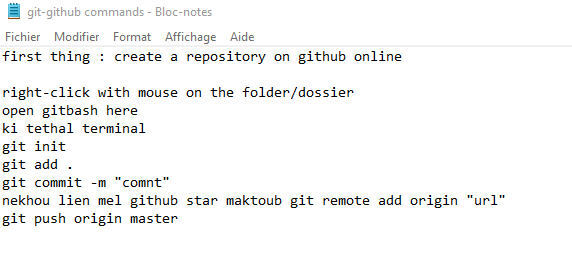 git-github commands - Bloc-notes
Fichier Modifier Format Affichage Aide
first thing : create a repository on github online
right-click with mouse on the folder/dossier
open gitbash here
ki tethal terminal
git init
git add .
git commit -m "comnt"
nekhou lien mel github star maktoub git remote add origin "url"
git push origin master